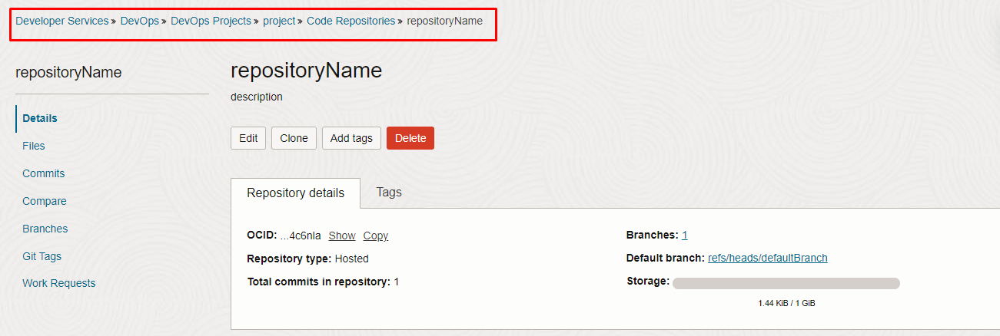 Developer Services » DevOps » DevOps Projects » project » Code Repositories » repositoryName
repositoryName
Details
Files
Commits
Compare
Branches
Git Tags
Work Requests
repositoryName
description
Edit Clone Add tags Delete
Repository details Tags
OCID: ...4c6nla Show Copy
Repository type: Hosted
Total commits in repository: 1
Branches: 1
Default branch: refs/heads/defaultBranch
Storage:
1.44 KiB / 1 GiB